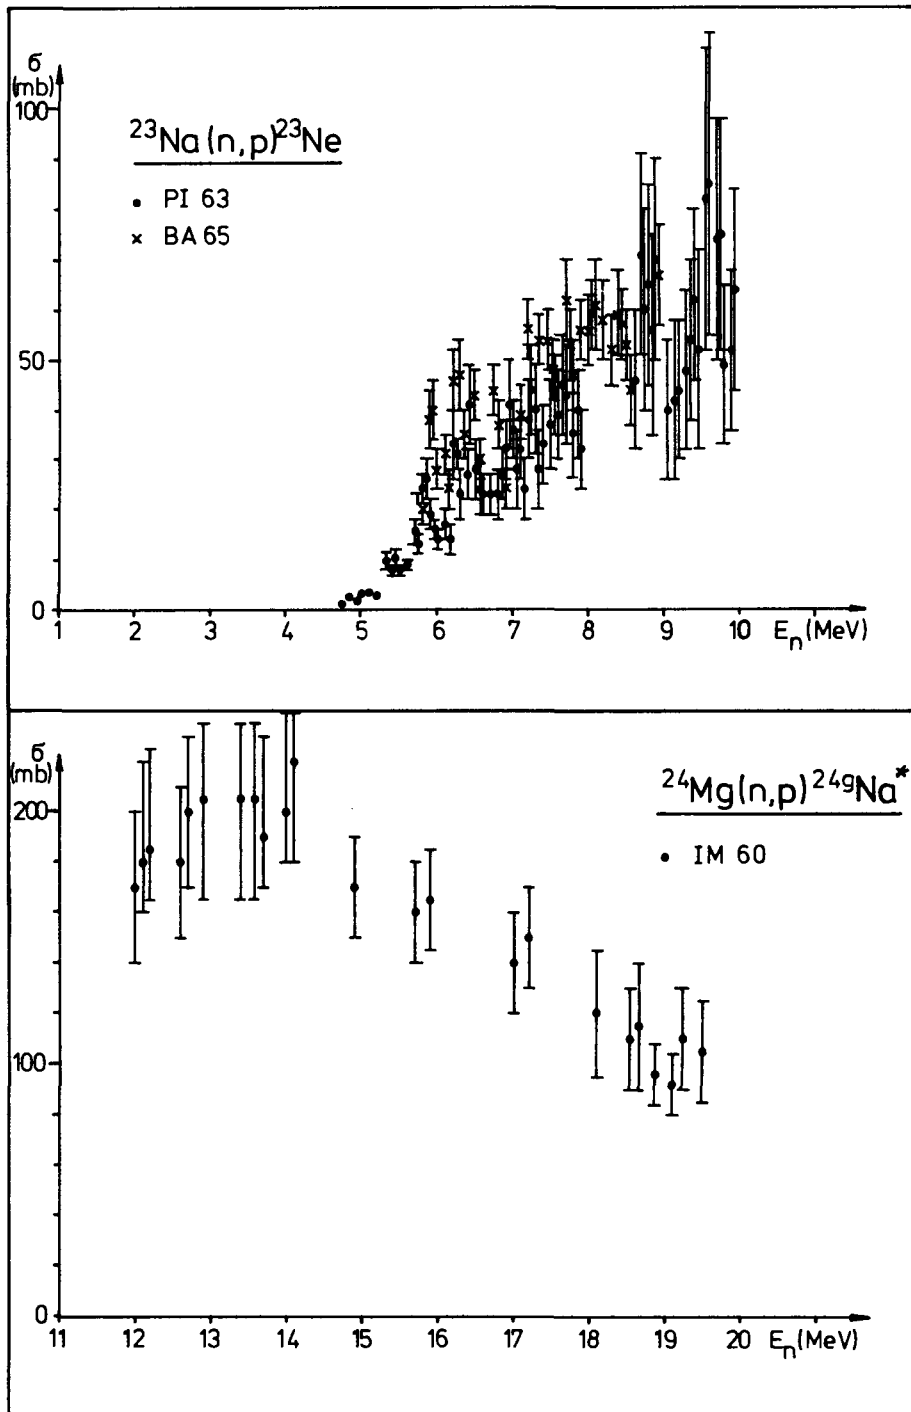 σ
(mb)
100
²³Na(n,p)²³Ne
• PI 63
× BA 65
50
0
1 2 3 4 5 6 7 8 9 10 Eₙ(MeV)
σ
(mb)
²⁴Mg(n,p)²⁴ᵍNa*
200
• IM 60
100
0
11 12 13 14 15 16 17 18 19 20 Eₙ(MeV)